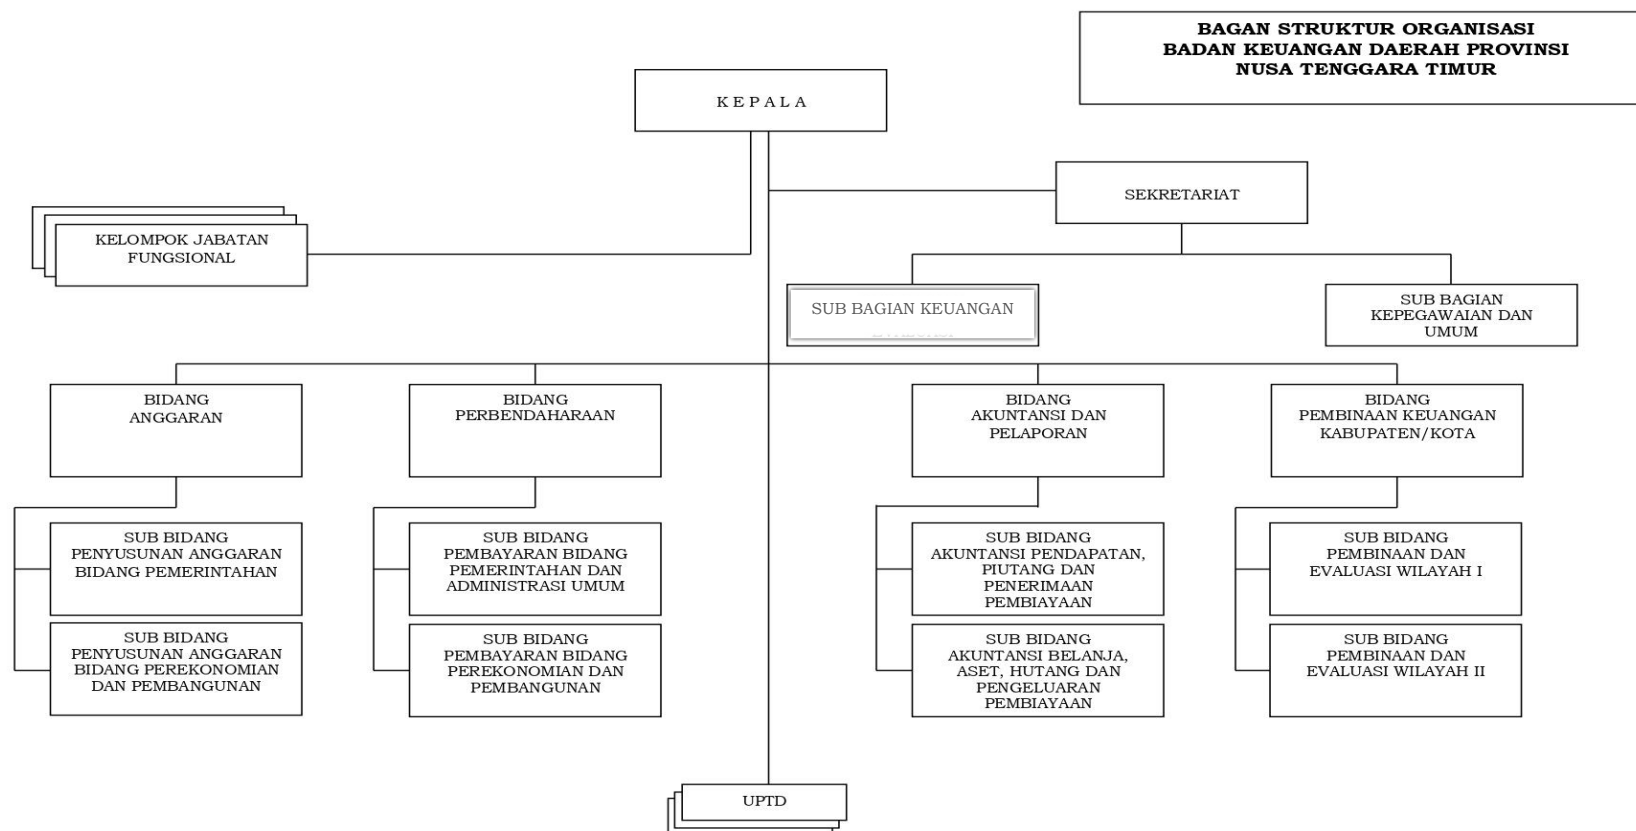 BAGAN STRUKTUR ORGANISASI
BADAN KEUANGAN DAERAH PROVINSI
NUSA TENGGARA TIMUR
K E P A L A
SEKRETARIAT
KELOMPOK JABATAN
FUNGSIONAL
SUB BAGIAN KEUANGAN
SUB BAGIAN
KEPEGAWAIAN DAN
UMUM
BIDANG
ANGGARAN
BIDANG
PERBENDAHARAAN
BIDANG
AKUNTANSI DAN
PELAPORAN
BIDANG
PEMBINAAN KEUANGAN
KABUPATEN/KOTA
SUB BIDANG
PENYUSUNAN ANGGARAN
BIDANG PEMERINTAHAN
SUB BIDANG
PEMBAYARAN BIDANG
PEMERINTAHAN DAN
ADMINISTRASI UMUM
SUB BIDANG
AKUNTANSI PENDAPATAN,
PIUTANG DAN
PENERIMAAN
PEMBIAYAAN
SUB BIDANG
PEMBINAAN DAN
EVALUASI WILAYAH I
SUB BIDANG
PENYUSUNAN ANGGARAN
BIDANG PEREKONOMIAN
DAN PEMBANGUNAN
SUB BIDANG
PEMBAYARAN BIDANG
PEREKONOMIAN DAN
PEMBANGUNAN
SUB BIDANG
AKUNTANSI BELANJA,
ASET, HUTANG DAN
PENGELUARAN
PEMBIAYAAN
SUB BIDANG
PEMBINAAN DAN
EVALUASI WILAYAH II
UPTD